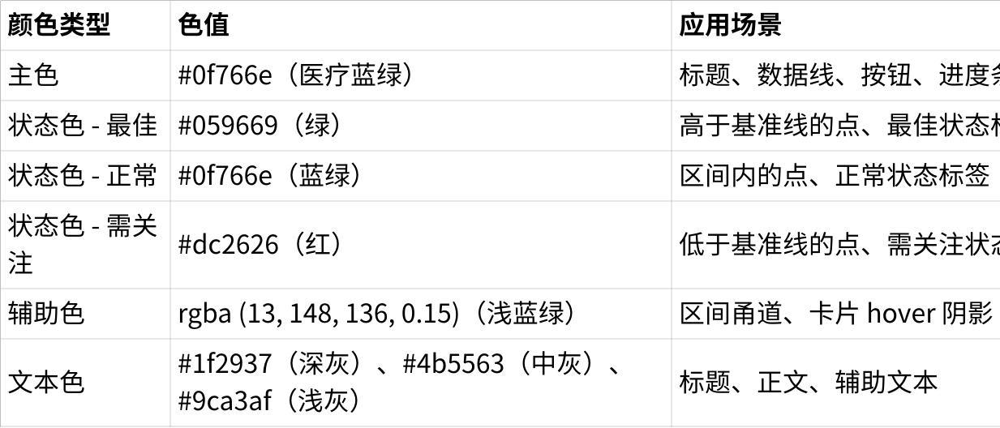 颜色类型 色值 应用场景
主色 #0f766e（医疗蓝绿） 标题、数据线、按钮、进度
状态色 - 最佳 #059669（绿） 高于基准线的点、最佳状态
状态色 - 正常 #0f766e（蓝绿） 区间内的点、正常状态标签
状态色 - 需关
注
#dc2626（红） 低于基准线的点、需关注状
辅助色 rgba (13, 148, 136, 0.15)（浅蓝绿） 区间甬道、卡片 hover 阴影
文本色
#1f2937（深灰）、#4b5563（中灰）、
#9ca3af（浅灰）
标题、正文、辅助文本